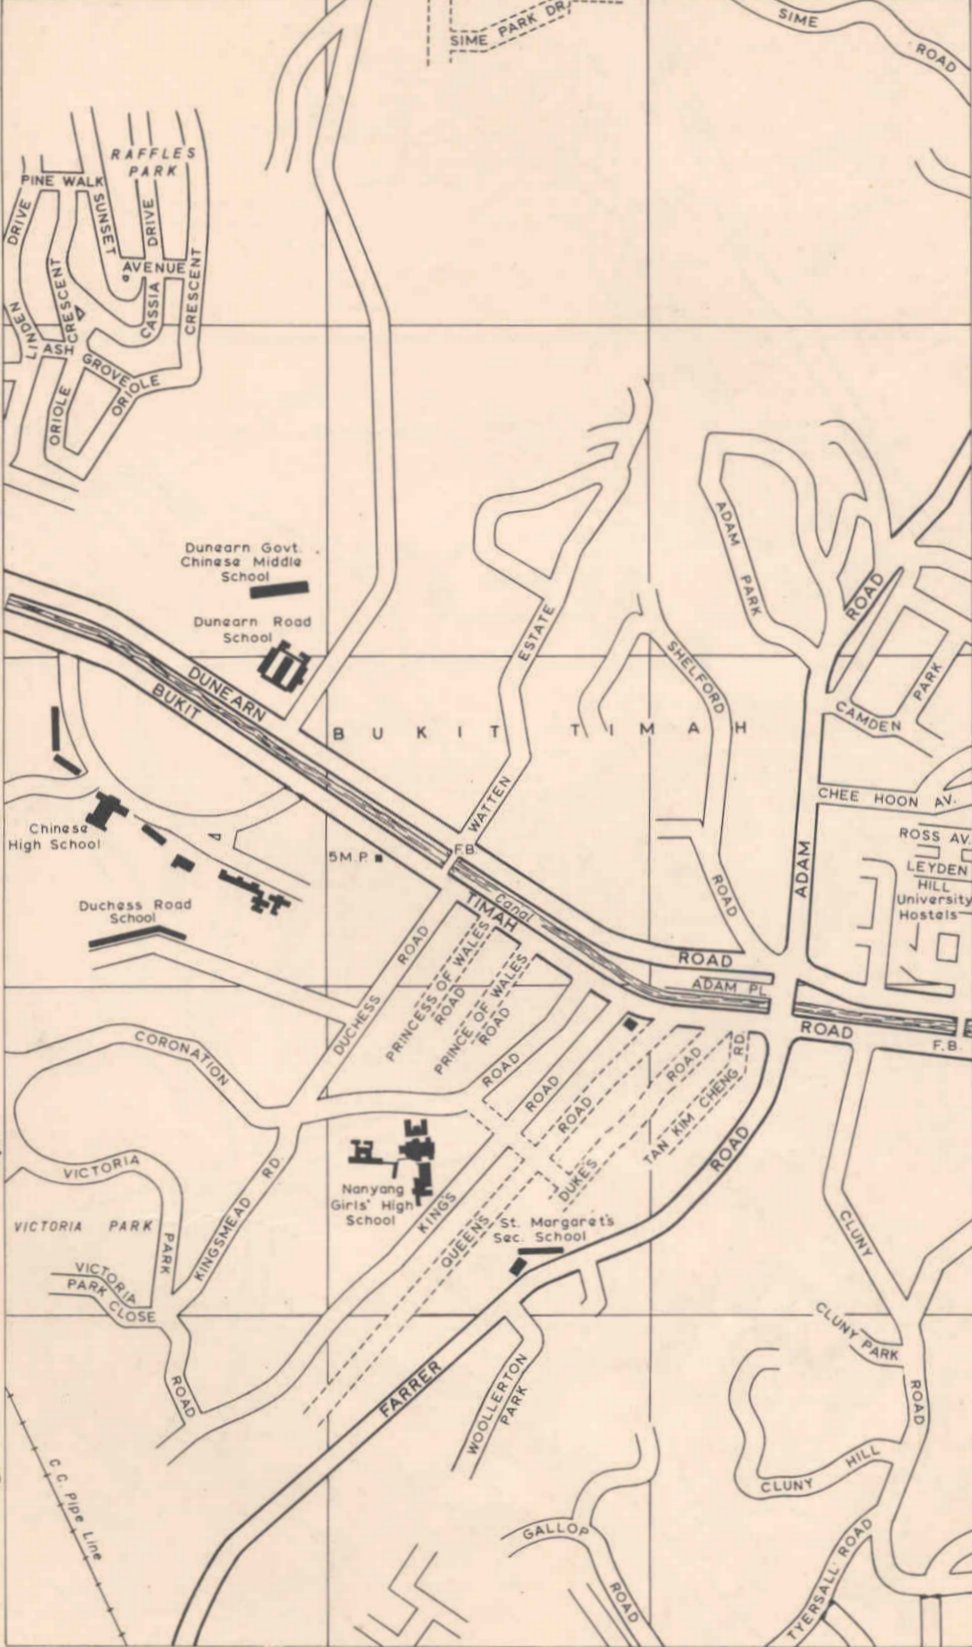 SIME PARK DR.
SIME
ROAD
RAFFLES
PARK
PINE WALK
DRIVE
SUNSET
DRIVE
AVENUE
CASSIA
CRESCENT
CRESCENT
LINDEN
ASH
GROVE
ORIOLE
ORIOLE
Dunearn Govt.
Chinese Middle
School
Dunearn Road
School
ADAM
PARK
ROAD
ESTATE
SHELFORD
PARK
CAMDEN
DUNEARN
BUKIT
BUKIT TIMAH
WATTEN
CHEE HOON AV.
Chinese
High School
5M.P.
F.B.
ADAM
ROSS AV.
LEYDEN
HILL
University
Hostels
Duchess Road
School
ROAD
Canal
TIMAH
ROAD
ROAD
ADAM PL.
PRINCESS OF WALES
ROAD
PRINCE OF WALES
ROAD
DUCHESS
ROAD
F.B.
CORONATION
ROAD
ROAD
ROAD
ROAD
RD.
TAN KIM CHENG
ROAD
VICTORIA
KINGSMEAD RD
Nanyang
Girls' High
School
DUKES
KINGS
QUEENS
St. Margaret's
Sec. School
VICTORIA PARK
PARK
CLUNY
VICTORIA
PARK CLOSE
CLUNY PARK
ROAD
FARRER
WOOLLERTON
PARK
ROAD
C.C. Pipe Line
CLUNY
HILL
GALLOP
ROAD
TYERSALL ROAD